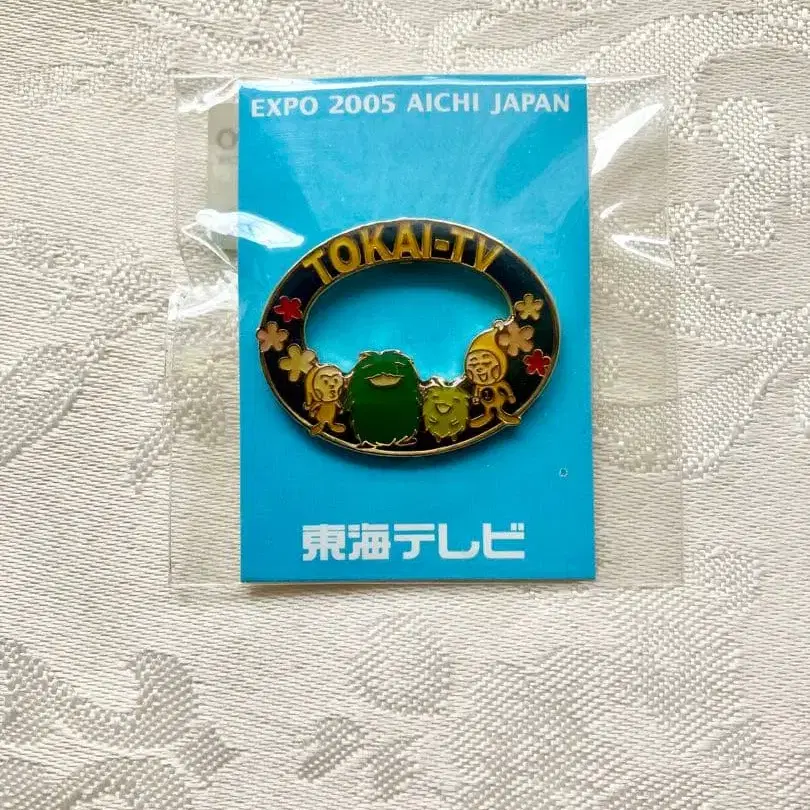 EXPO 2005 AICHI JAPAN
TOKAI-TV
東海テレビ